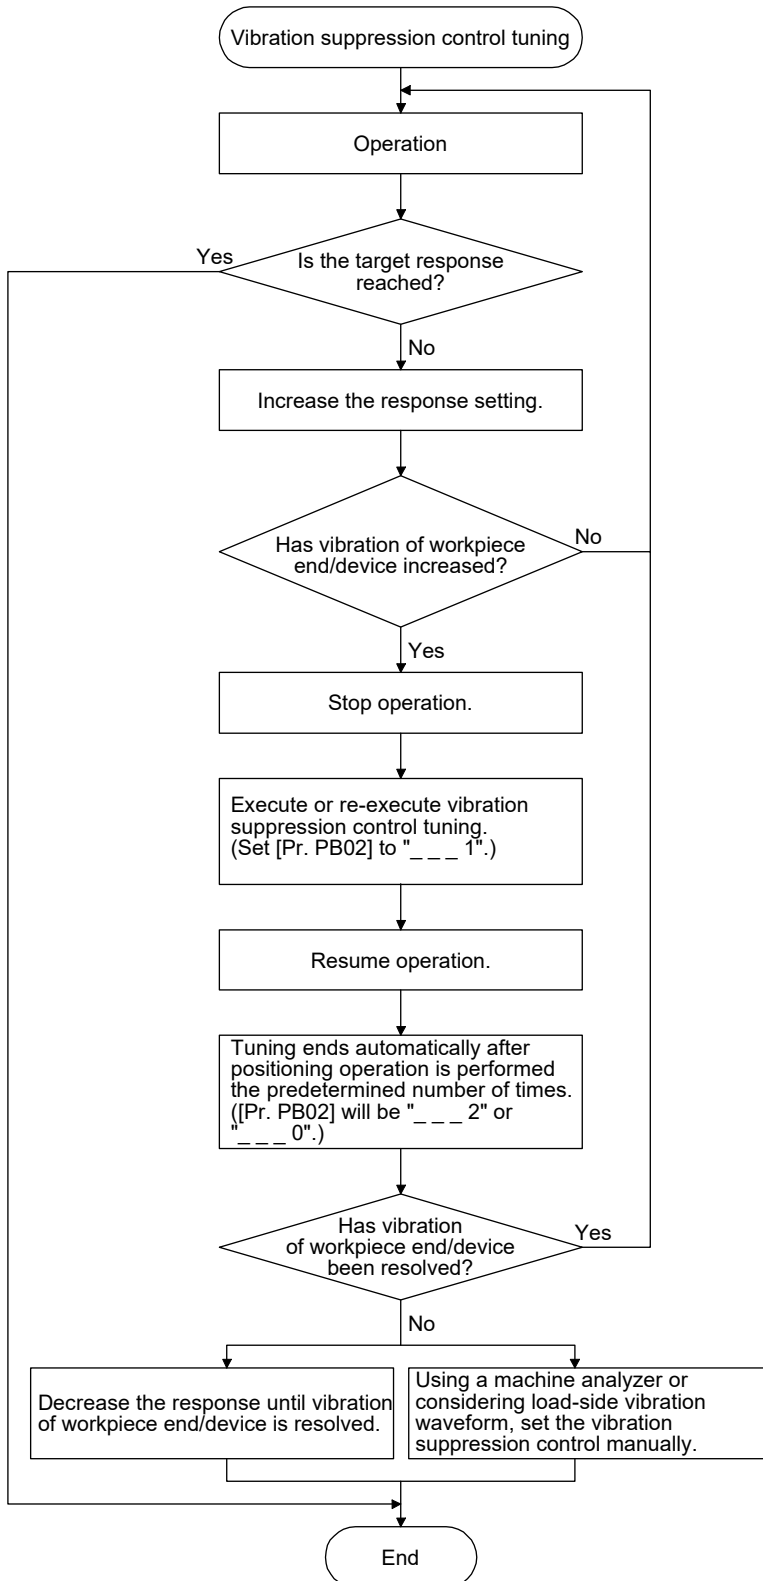 Vibration suppression control tuning
Operation
Yes
Is the target response
reached?
No
Increase the response setting.
Has vibration of workpiece
end/device increased?
No
Yes
Stop operation.
Execute or re-execute vibration
suppression control tuning.
(Set [Pr. PB02] to "_ _ _ 1".)
Resume operation.
Tuning ends automatically after
positioning operation is performed
the predetermined number of times.
([Pr. PB02] will be "_ _ _ 2" or
"_ _ _ 0".)
Has vibration
of workpiece end/device
been resolved?
Yes
No
Decrease the response until vibration
of workpiece end/device is resolved.
Using a machine analyzer or
considering load-side vibration
waveform, set the vibration
suppression control manually.
End